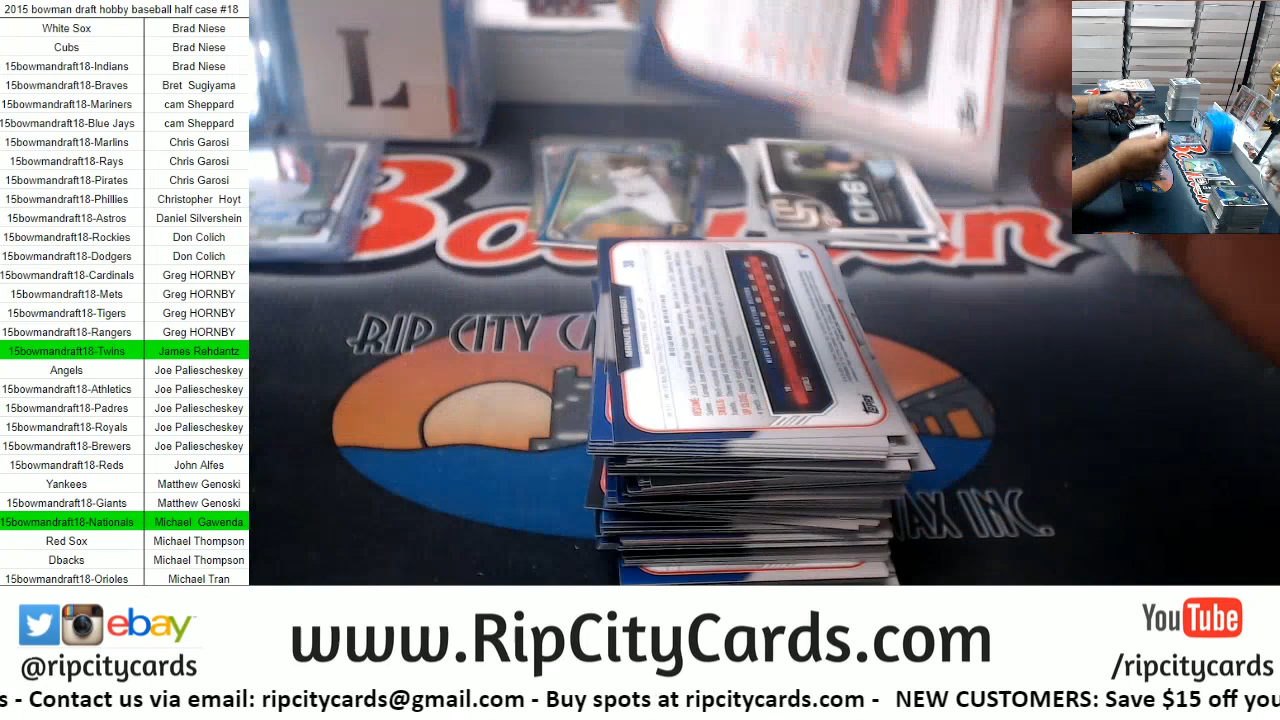 2015 bowman draft hobby baseball half case #18
White Sox Brad Niese
Cubs Brad Niese
15bowmandraft18-Indians Brad Niese
15bowmandraft18-Braves Bret Sugiyama
15bowmandraft18-Mariners cam Sheppard
15bowmandraft18-Blue Jays cam Sheppard
15bowmandraft18-Marlins Chris Garosi
15bowmandraft18-Rays Chris Garosi
15bowmandraft18-Pirates Chris Garosi
15bowmandraft18-Phillies Christopher Hoyt
15bowmandraft18-Astros Daniel Silvershein
15bowmandraft18-Rockies Don Colich
15bowmandraft18-Dodgers Don Colich
15bowmandraft18-Cardinals Greg HORNBY
15bowmandraft18-Mets Greg HORNBY
15bowmandraft18-Tigers Greg HORNBY
15bowmandraft18-Rangers Greg HORNBY
15bowmandraft18-Twins James Rehdantz
Angels Joe Paliescheskey
15bowmandraft18-Athletics Joe Paliescheskey
15bowmandraft18-Padres Joe Paliescheskey
15bowmandraft18-Royals Joe Paliescheskey
15bowmandraft18-Brewers Joe Paliescheskey
15bowmandraft18-Reds John Alfes
Yankees Matthew Genoski
15bowmandraft18-Giants Matthew Genoski
15bowmandraft18-Nationals Michael Gawenda
Red Sox Michael Thompson
Dbacks Michael Thompson
15bowmandraft18-Orioles Michael Tran
L
Bowman
RIP CITY
INC.
MANUEL MARGOT
Topps
ebay
@ripcitycards
www.RipCityCards.com
YouTube
/ripcitycards
s - Contact us via email: ripcitycards@gmail.com - Buy spots at ripcitycards.com - NEW CUSTOMERS: Save $15 off you